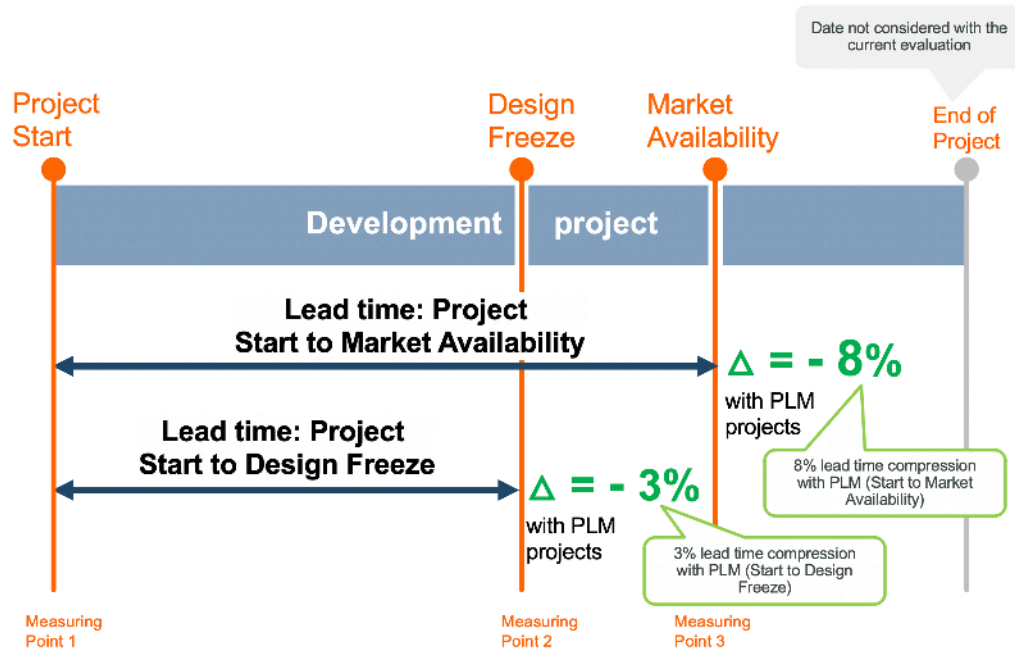 Date not considered with the
current evaluation
Project
Start
Design
Freeze
Market
Availability
End of
Project
Development project
Lead time: Project
Start to Market Availability
Δ = - 8%
with PLM
projects
8% lead time compression
with PLM (Start to Market
Availability)
Lead time: Project
Start to Design Freeze
Δ = - 3%
with PLM
projects
3% lead time compression
with PLM (Start to Design
Freeze)
Measuring
Point 1
Measuring
Point 2
Measuring
Point 3